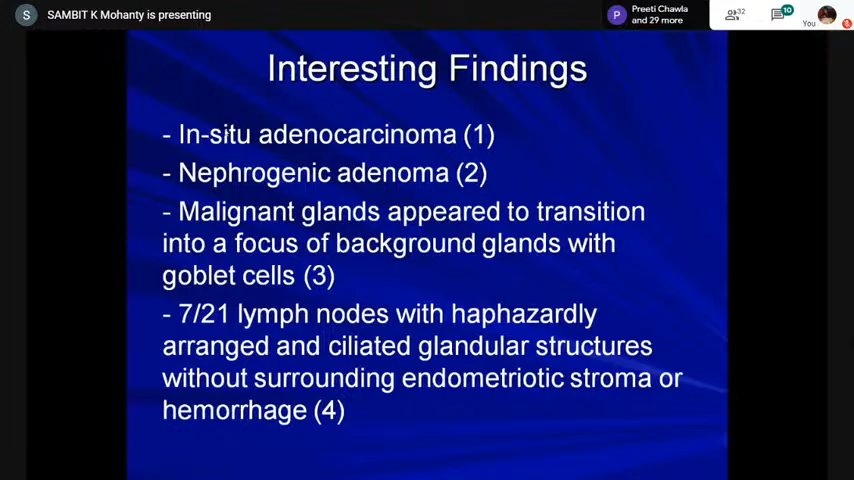 S SAMBIT K Mohanty is presenting
P Preeti Chawla
and 29 more
32
10
You
Interesting Findings
- In-situ adenocarcinoma (1)
- Nephrogenic adenoma (2)
- Malignant glands appeared to transition
into a focus of background glands with
goblet cells (3)
- 7/21 lymph nodes with haphazardly
arranged and ciliated glandular structures
without surrounding endometriotic stroma or
hemorrhage (4)